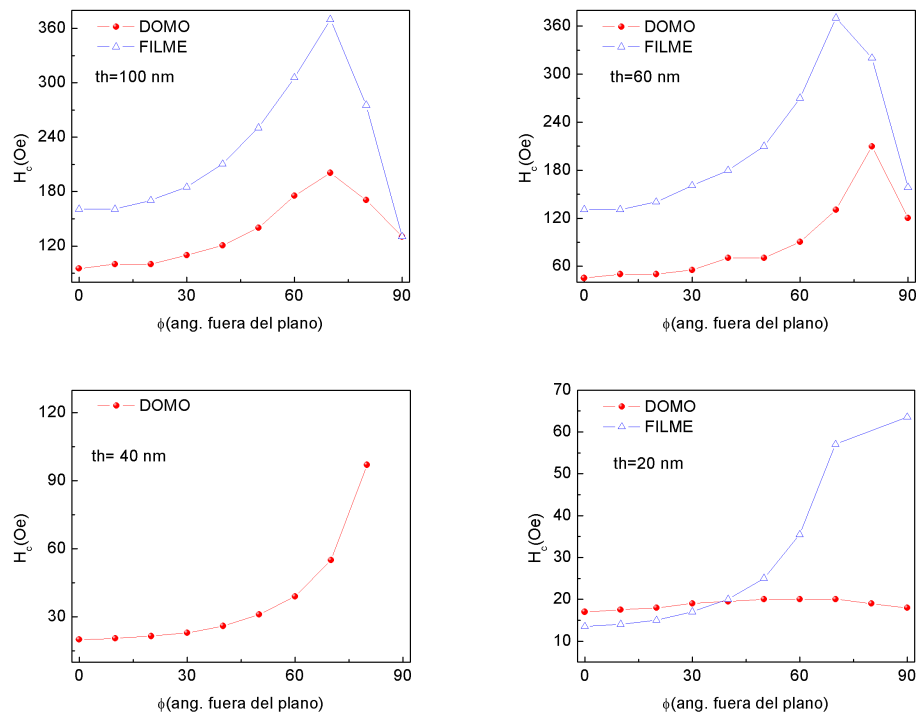 DOMO
FILME
th=100 nm
360
300
240
180
120
H_c(Oe)
0 30 60 90
ϕ(ang. fuera del plano)
DOMO
FILME
th=60 nm
360
300
240
180
120
60
H_c(Oe)
0 30 60 90
ϕ(ang. fuera del plano)
DOMO
th= 40 nm
120
90
60
30
H_c(Oe)
0 30 60 90
ϕ(ang. fuera del plano)
DOMO
FILME
th=20 nm
70
60
50
40
30
20
10
H_c(Oe)
0 30 60 90
ϕ(ang. fuera del plano)